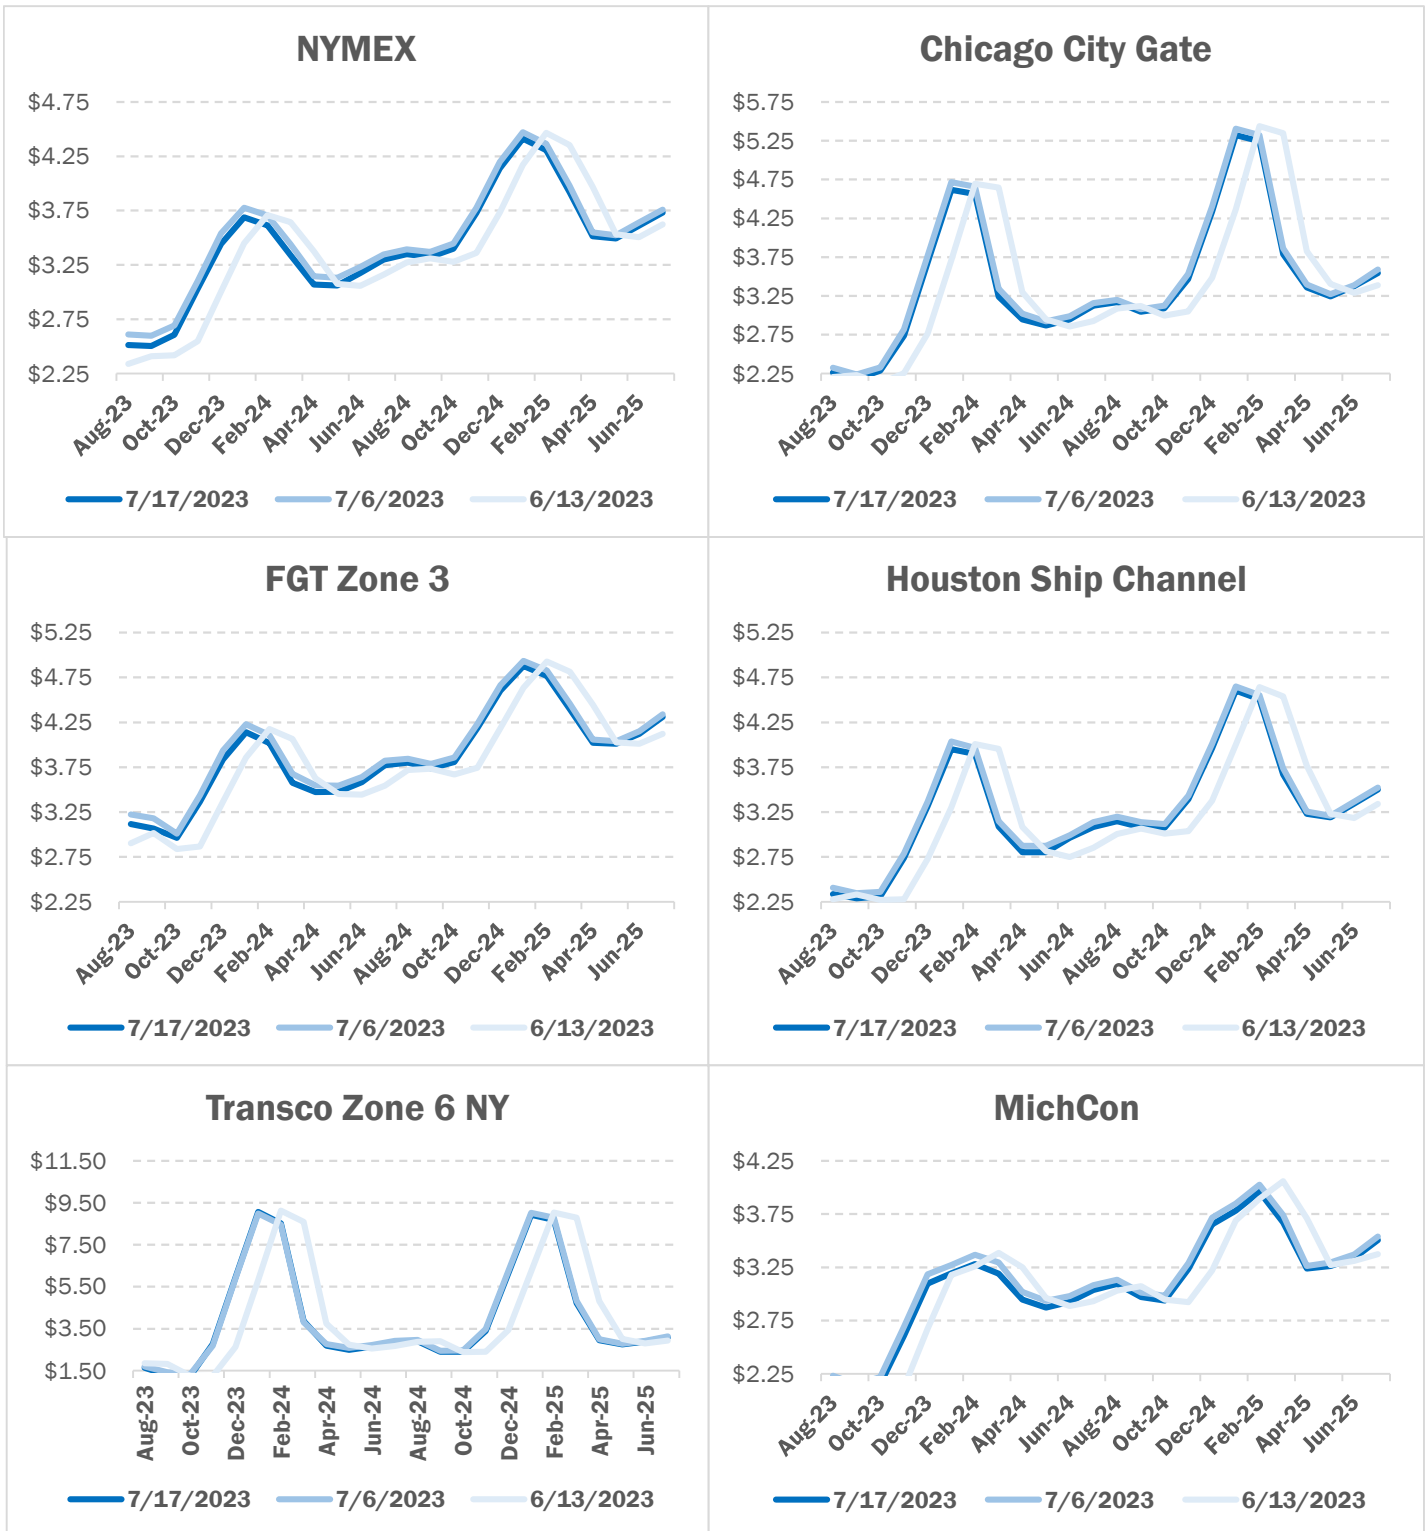 NYMEX
$4.75
$4.25
$3.75
$3.25
$2.75
$2.25
Aug-23 Oct-23 Dec-23 Feb-24 Apr-24 Jun-24 Aug-24 Oct-24 Dec-24 Feb-25 Apr-25 Jun-25
7/17/2023 7/6/2023 6/13/2023
Chicago City Gate
$5.75
$5.25
$4.75
$4.25
$3.75
$3.25
$2.75
$2.25
Aug-23 Oct-23 Dec-23 Feb-24 Apr-24 Jun-24 Aug-24 Oct-24 Dec-24 Feb-25 Apr-25 Jun-25
7/17/2023 7/6/2023 6/13/2023
FGT Zone 3
$5.25
$4.75
$4.25
$3.75
$3.25
$2.75
$2.25
Aug-23 Oct-23 Dec-23 Feb-24 Apr-24 Jun-24 Aug-24 Oct-24 Dec-24 Feb-25 Apr-25 Jun-25
7/17/2023 7/6/2023 6/13/2023
Houston Ship Channel
$5.25
$4.75
$4.25
$3.75
$3.25
$2.75
$2.25
Aug-23 Oct-23 Dec-23 Feb-24 Apr-24 Jun-24 Aug-24 Oct-24 Dec-24 Feb-25 Apr-25 Jun-25
7/17/2023 7/6/2023 6/13/2023
Transco Zone 6 NY
$11.50
$9.50
$7.50
$5.50
$3.50
$1.50
Aug-23 Oct-23 Dec-23 Feb-24 Apr-24 Jun-24 Aug-24 Oct-24 Dec-24 Feb-25 Apr-25 Jun-25
7/17/2023 7/6/2023 6/13/2023
MichCon
$4.25
$3.75
$3.25
$2.75
$2.25
Aug-23 Oct-23 Dec-23 Feb-24 Apr-24 Jun-24 Aug-24 Oct-24 Dec-24 Feb-25 Apr-25 Jun-25
7/17/2023 7/6/2023 6/13/2023